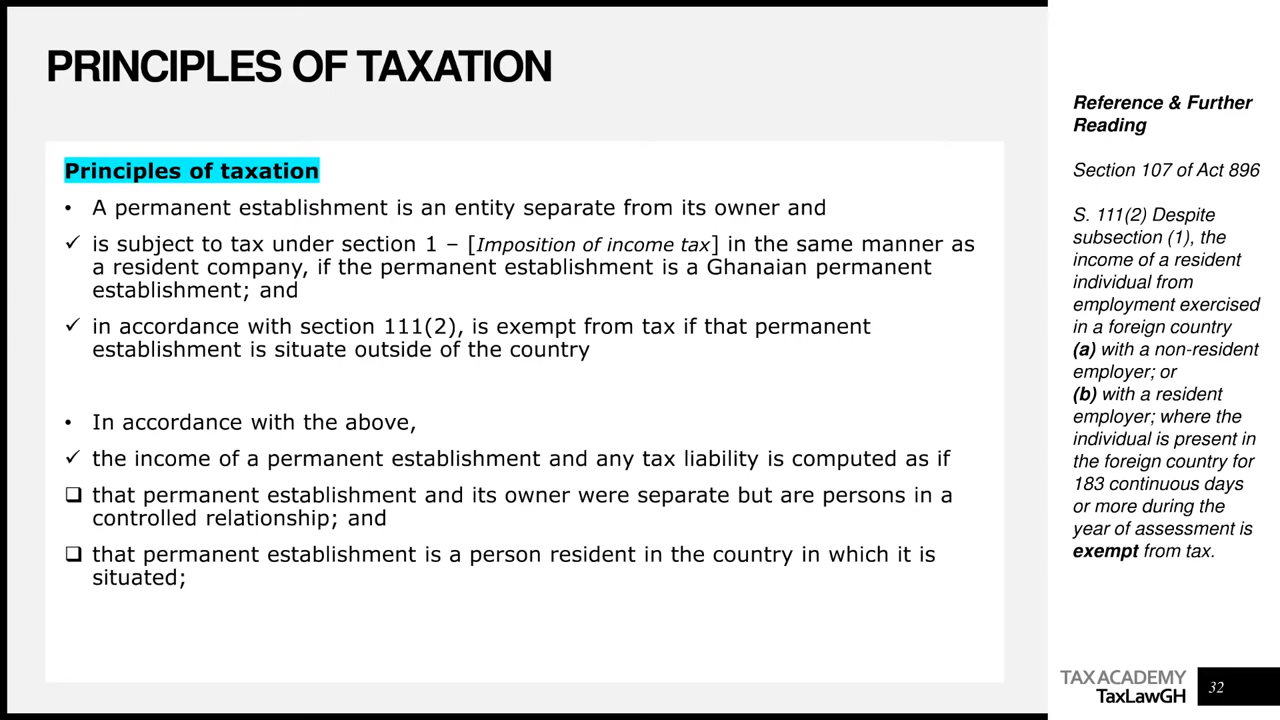 PRINCIPLES OF TAXATION
Principles of taxation
• A permanent establishment is an entity separate from its owner and
✓ is subject to tax under section 1 – [Imposition of income tax] in the same manner as
a resident company, if the permanent establishment is a Ghanaian permanent
establishment; and
✓ in accordance with section 111(2), is exempt from tax if that permanent
establishment is situate outside of the country
• In accordance with the above,
✓ the income of a permanent establishment and any tax liability is computed as if
❑ that permanent establishment and its owner were separate but are persons in a
controlled relationship; and
❑ that permanent establishment is a person resident in the country in which it is
situated;
Reference & Further
Reading
Section 107 of Act 896
S. 111(2) Despite
subsection (1), the
income of a resident
individual from
employment exercised
in a foreign country
(a) with a non-resident
employer; or
(b) with a resident
employer; where the
individual is present in
the foreign country for
183 continuous days
or more during the
year of assessment is
exempt from tax.
TAX ACADEMY
TaxLawGH
32